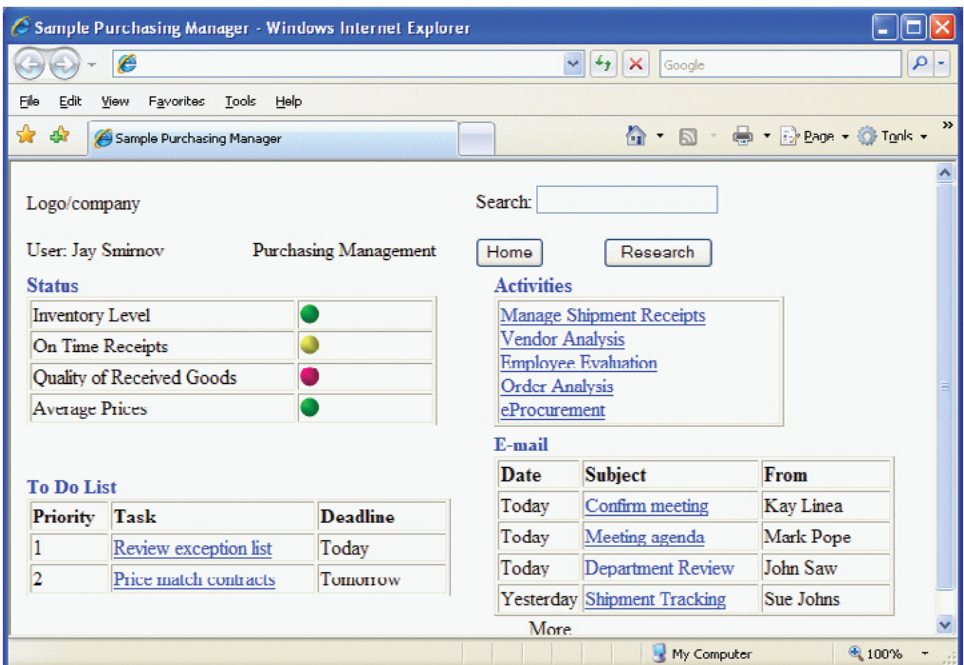 Sample Purchasing Manager - Windows Internet Explorer
Google
File Edit View Favorites Tools Help
Sample Purchasing Manager
Page Tools »
Logo/company
Search:
User: Jay Smirnov Purchasing Management Home Research
Status
Inventory Level
On Time Receipts
Quality of Received Goods
Average Prices
Activities
Manage Shipment Receipts
Vendor Analysis
Employee Evaluation
Order Analysis
eProcurement
To Do List
Priority Task Deadline
1 Review exception list Today
2 Price match contracts Tomorrow
E-mail
Date Subject From
Today Confirm meeting Kay Linea
Today Meeting agenda Mark Pope
Today Department Review John Saw
Yesterday Shipment Tracking Sue Johns
More
My Computer 100%